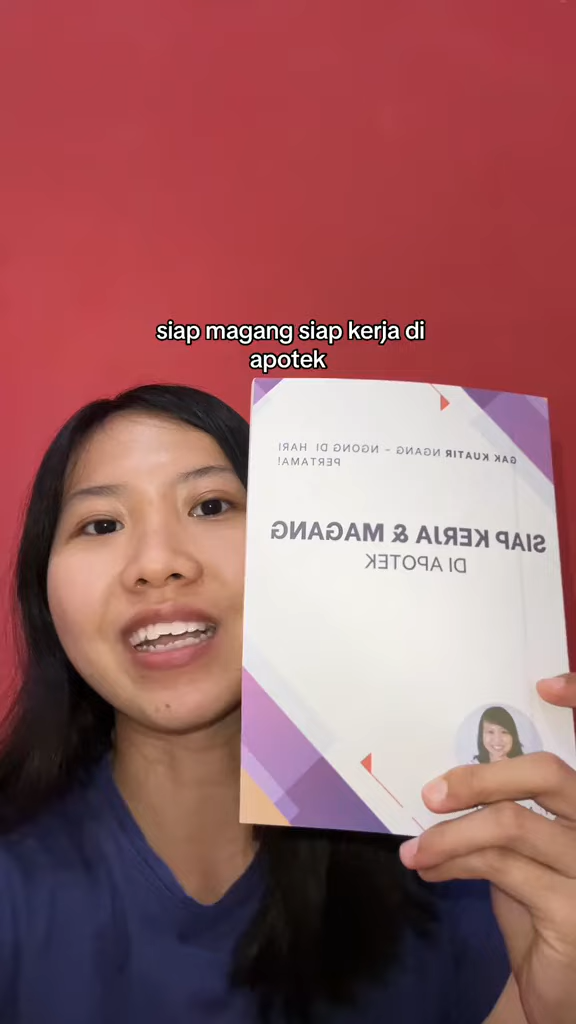 siap magang siap kerja di
apotek
GAK KUATIR NGANG - NGONG DI HARI
PERTAMA!
SIAP KERJA & MAGANG
DI APOTEK